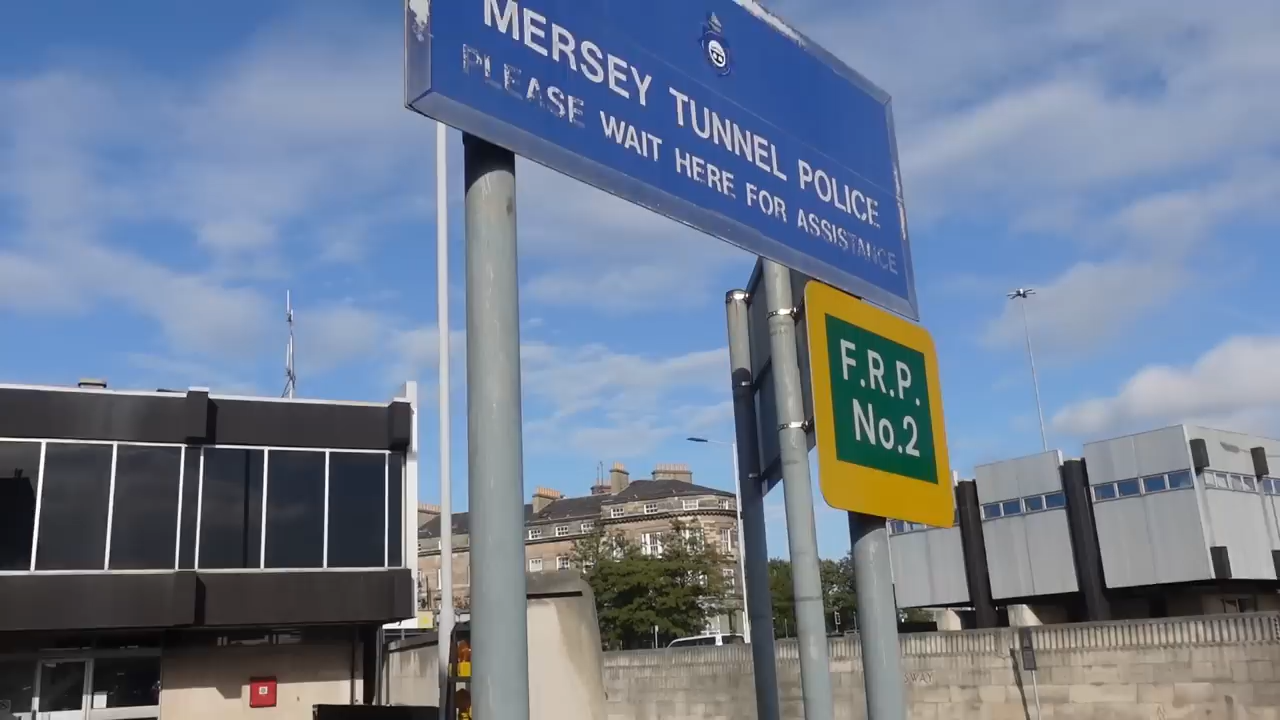 MERSEY TUNNEL POLICE
PLEASE WAIT HERE FOR ASSISTANCE
F.R.P.
No.2